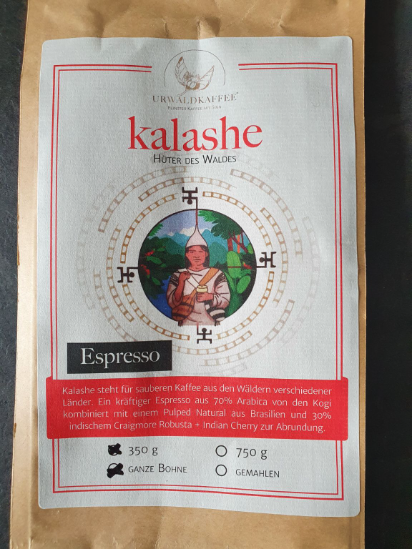 URWALDKAFFEE
kalashe
HÜTER DES WALDES
Espresso
Kalashe steht für sauberen Kaffee aus den Wäldern verschiedener
Länder. Ein kräftiger Espresso aus 70% Arabica von den Kogi
kombiniert mit einem Pulped Natural aus Brasilien und 30%
indischem Craigmore Robusta + Indian Cherry zur Abrundung.
350 g 750 g
GANZE BOHNE GEMAHLEN